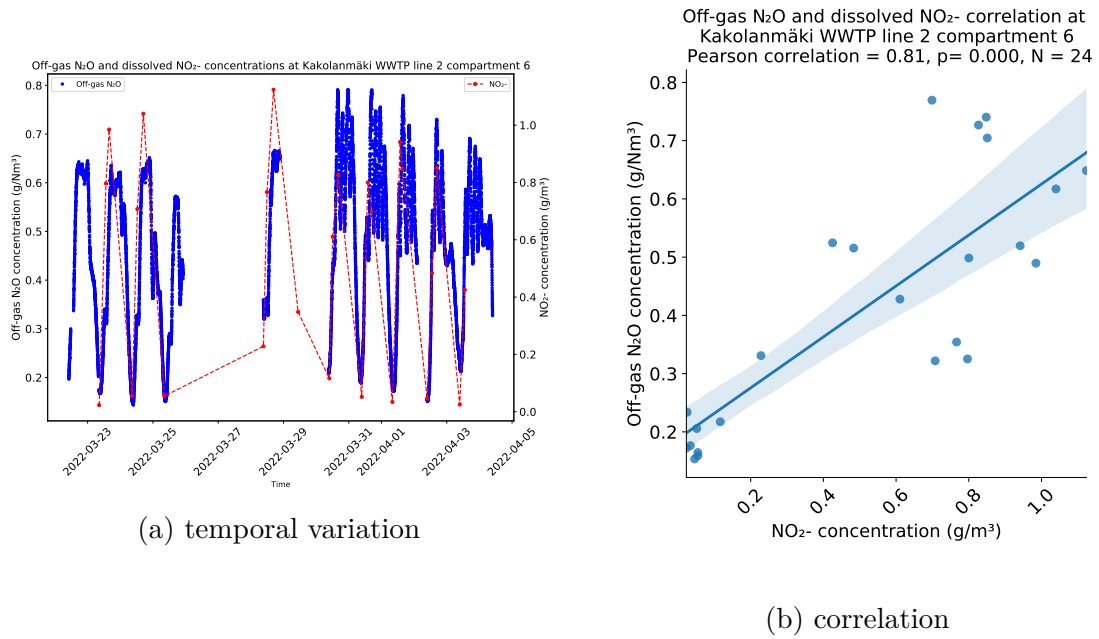 Off-gas N₂O and dissolved NO₂- concentrations at Kakolanmäki WWTP line 2 compartment 6
Off-gas N₂O
NO₂-
Off-gas N₂O concentration (g/Nm³)
0.8
0.7
0.6
0.5
0.4
0.3
0.2
NO₂- concentration (g/m³)
1.0
0.8
0.6
0.4
0.2
0.0
2022-03-23
2022-03-25
2022-03-27
2022-03-29
2022-03-31
2022-04-01
2022-04-03
2022-04-05
Time
(a) temporal variation
Off-gas N₂O and dissolved NO₂- correlation at
Kakolanmäki WWTP line 2 compartment 6
Pearson correlation = 0.81, p= 0.000, N = 24
Off-gas N₂O concentration (g/Nm³)
0.8
0.7
0.6
0.5
0.4
0.3
0.2
0.2
0.4
0.6
0.8
1.0
NO₂- concentration (g/m³)
(b) correlation